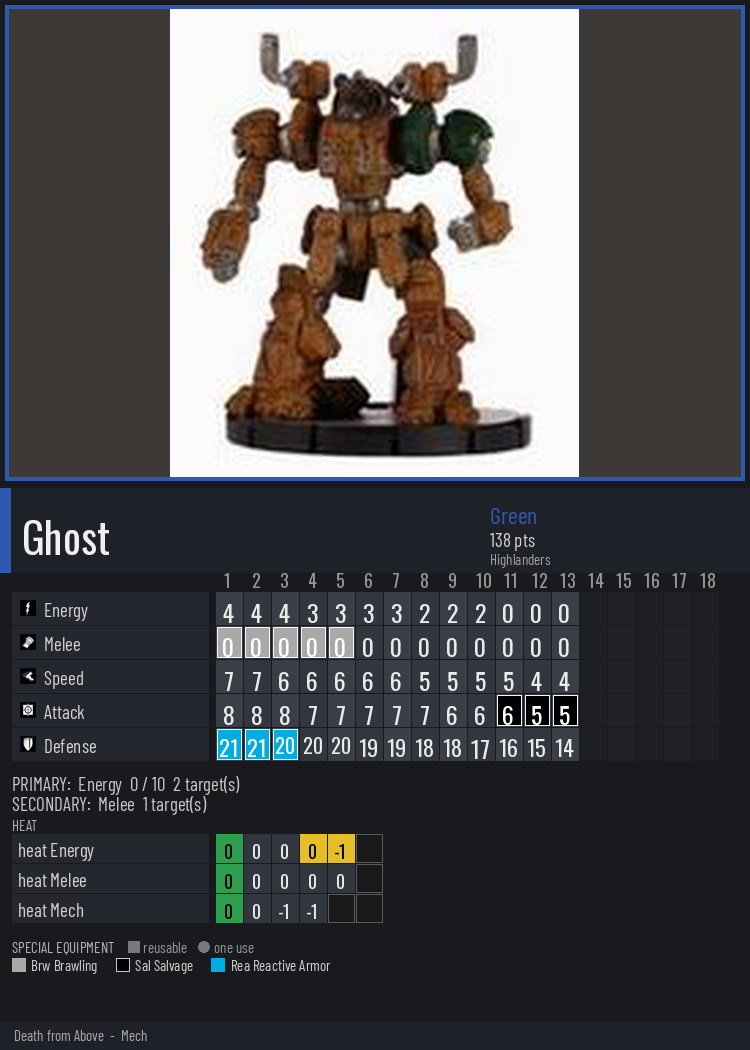 Ghost
Green
138 pts
Highlanders
1 2 3 4 5 6 7 8 9 10 11 12 13 14 15 16 17 18
Energy 4 4 4 3 3 3 3 2 2 2 0 0 0
Melee 0 0 0 0 0 0 0 0 0 0 0 0 0
Speed 7 7 6 6 6 6 6 5 5 5 5 4 4
Attack 8 8 8 7 7 7 7 7 6 6 6 5 5
Defense 21 21 20 20 20 19 19 18 18 17 16 15 14
PRIMARY: Energy 0 / 10 2 target(s)
SECONDARY: Melee 1 target(s)
HEAT
heat Energy 0 0 0 0 -1
heat Melee 0 0 0 0 0
heat Mech 0 0 -1 -1
SPECIAL EQUIPMENT reusable one use
Brw Brawling Sal Salvage Rea Reactive Armor
Death from Above - Mech